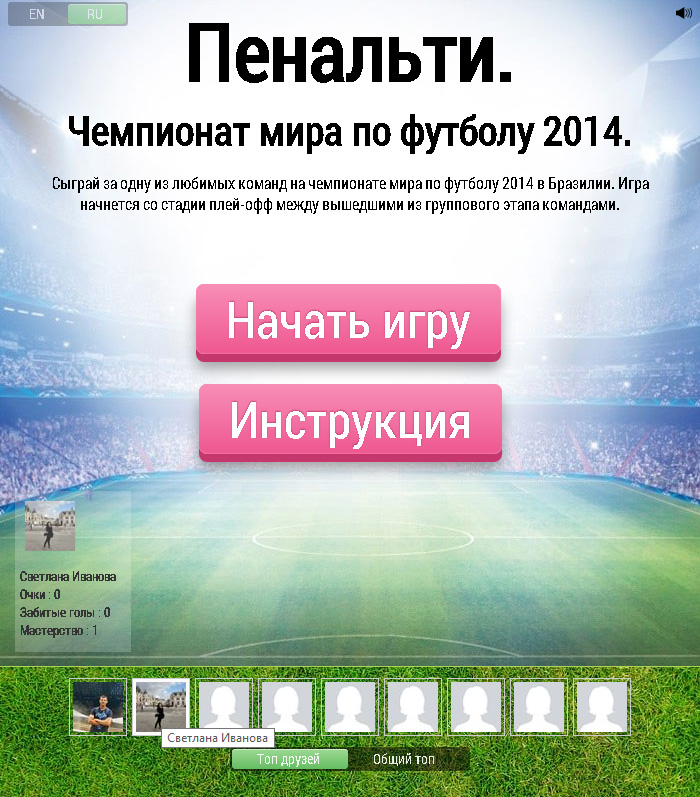 EN RU
Пенальти.
Чемпионат мира по футболу 2014.
Сыграй за одну из любимых команд на чемпионате мира по футболу 2014 в Бразилии. Игра
начнется со стадии плей-офф между вышедшими из группового этапа командами.
Начать игру
Инструкция
Светлана Иванова
Очки : 0
Забитые голы : 0
Мастерство : 1
Светлана Иванова
Топ друзей Общий топ